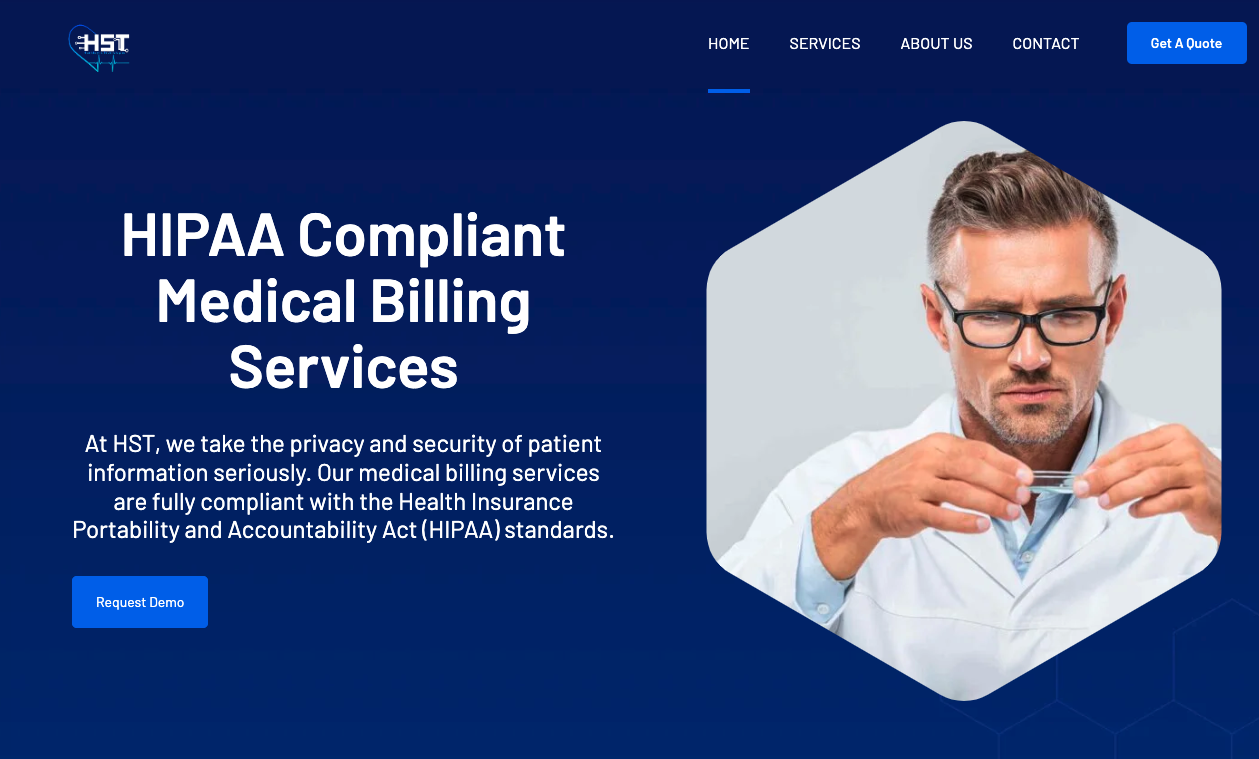 HST
HOME
SERVICES
ABOUT US
CONTACT
Get A Quote
HIPAA Compliant
Medical Billing
Services
At HST, we take the privacy and security of patient
information seriously. Our medical billing services
are fully compliant with the Health Insurance
Portability and Accountability Act (HIPAA) standards.
Request Demo